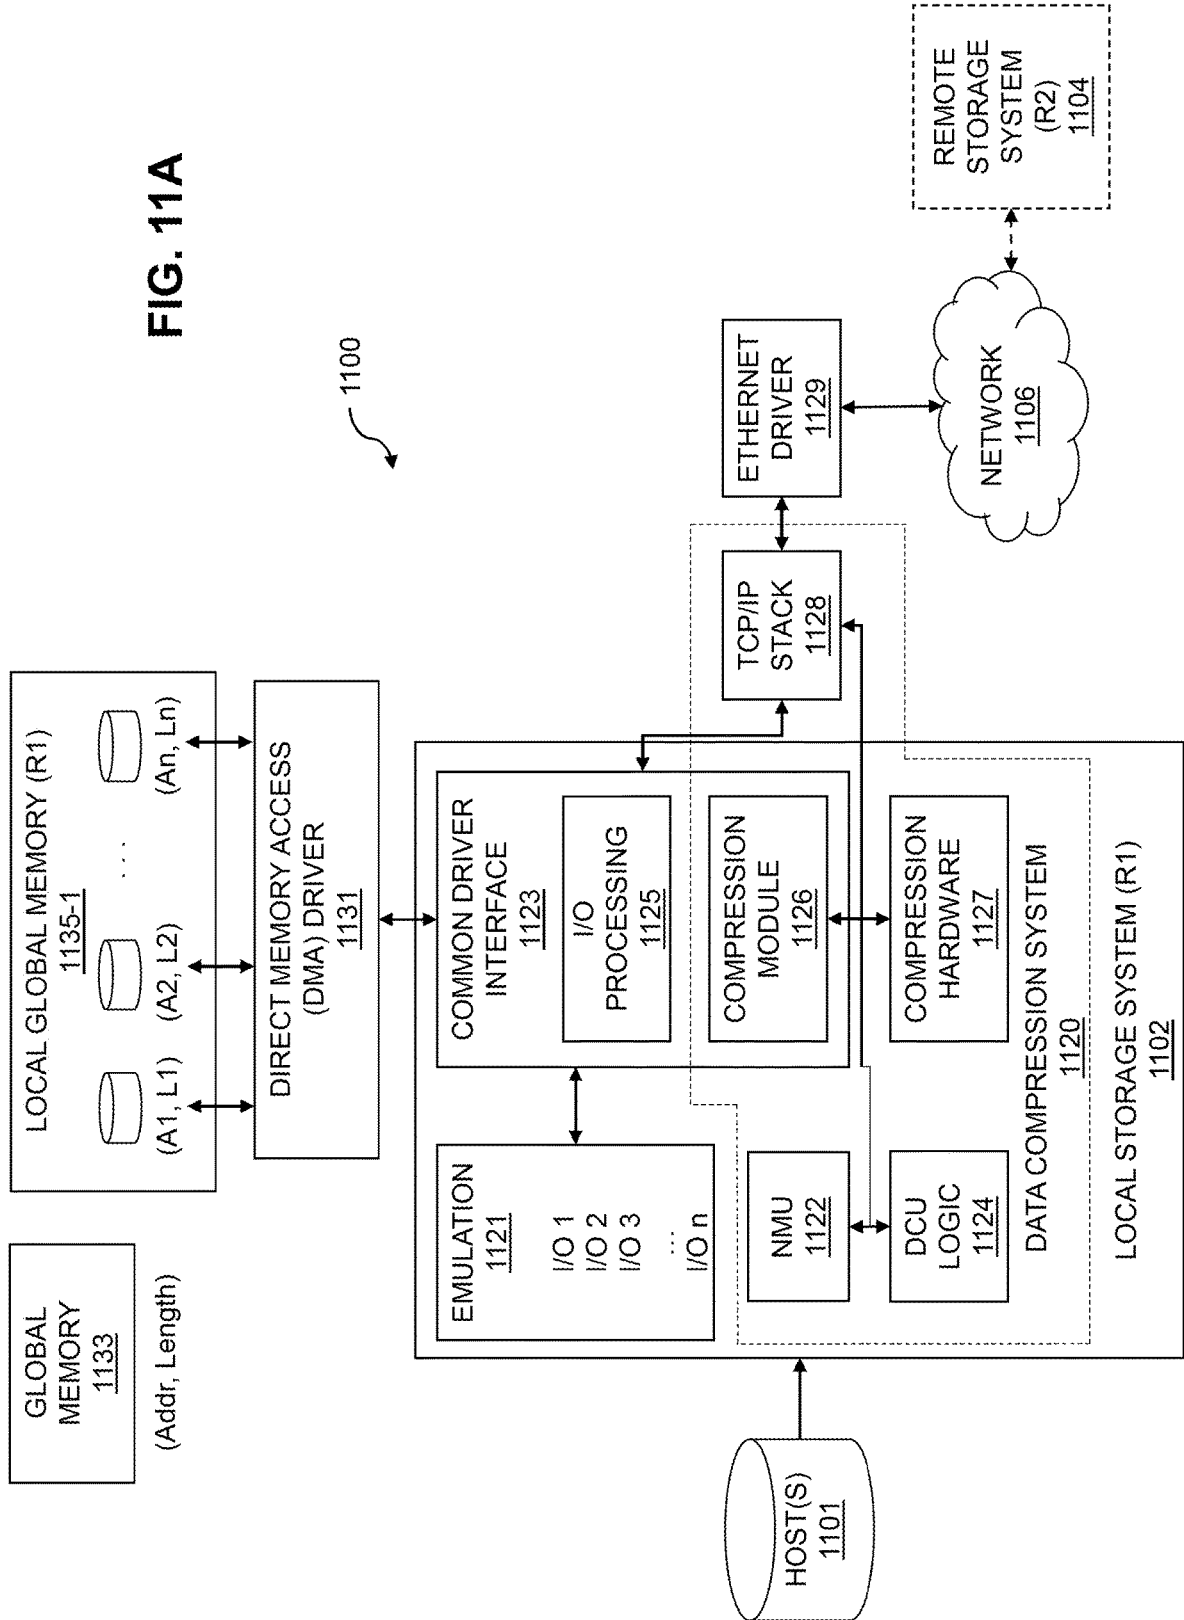 FIG. 11A
1100
GLOBAL
MEMORY
1133
(Addr, Length)
LOCAL GLOBAL MEMORY (R1)
1135-1
. . .
(A1, L1)
(A2, L2)
(An, Ln)
DIRECT MEMORY ACCESS
(DMA) DRIVER
1131
EMULATION
1121
I/O 1
I/O 2
I/O 3
...
I/O n
COMMON DRIVER
INTERFACE
1123
I/O
PROCESSING
1125
COMPRESSION
MODULE
1126
COMPRESSION
HARDWARE
1127
NMU
1122
DCU
LOGIC
1124
DATA COMPRESSION SYSTEM
1120
LOCAL STORAGE SYSTEM (R1)
1102
HOST(S)
1101
TCP/IP
STACK
1128
ETHERNET
DRIVER
1129
NETWORK
1106
REMOTE
STORAGE
SYSTEM
(R2)
1104